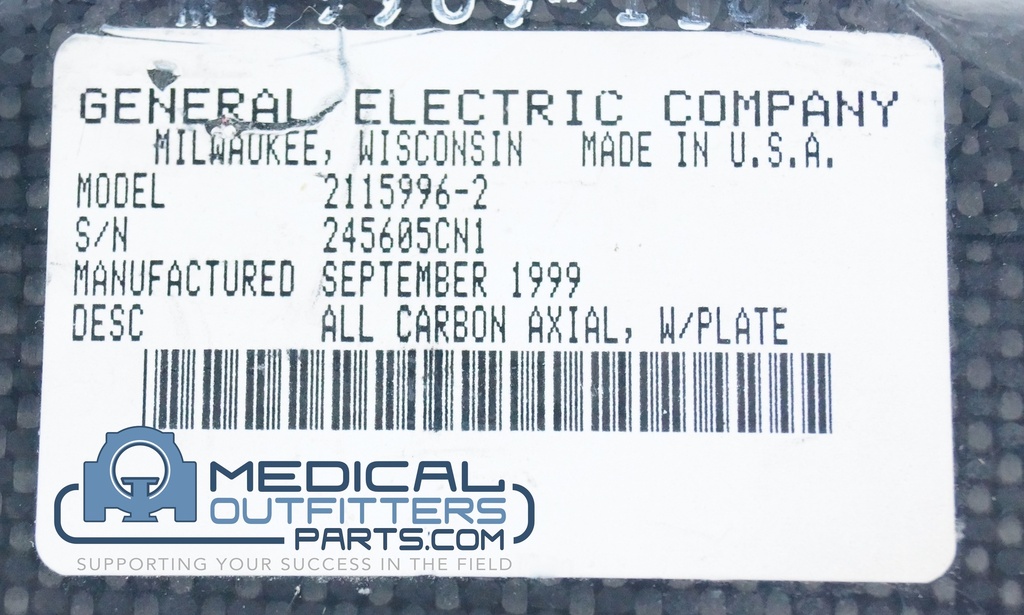 GENERAL ELECTRIC COMPANY
MILWAUKEE, WISCONSIN MADE IN U.S.A.
MODEL 2115996-2
S/N 245605CN1
MANUFACTURED SEPTEMBER 1999
DESC ALL CARBON AXIAL, W/PLATE
MEDICAL
OUTFITTERS
PARTS.COM
SUPPORTING YOUR SUCCESS IN THE FIELD